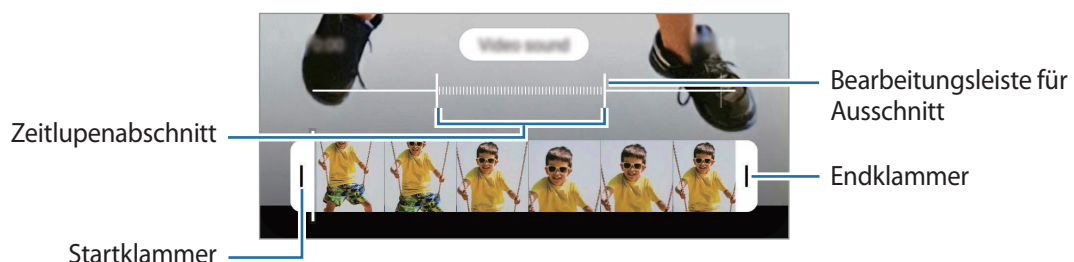 Video sound
Bearbeitungsleiste für
Ausschnitt
Zeitlupenabschnitt
Endklammer
Startklammer